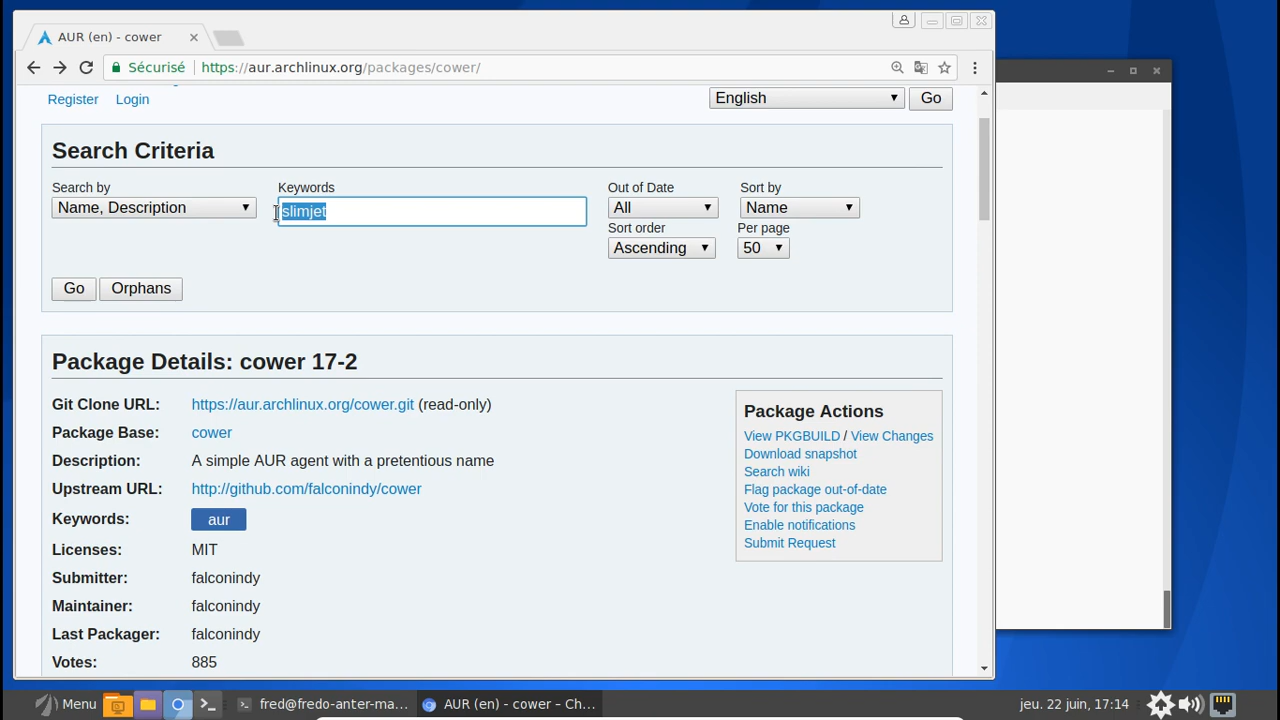 AUR (en) - cower
Sécurisé https://aur.archlinux.org/packages/cower/
Register Login
English Go
Search Criteria
Search by Keywords Out of Date Sort by
Name, Description slimjet All Name
Sort order Per page
Ascending 50
Go Orphans
Package Details: cower 17-2
Git Clone URL: https://aur.archlinux.org/cower.git (read-only)
Package Base: cower
Description: A simple AUR agent with a pretentious name
Upstream URL: http://github.com/falconindy/cower
Keywords: aur
Licenses: MIT
Submitter: falconindy
Maintainer: falconindy
Last Packager: falconindy
Votes: 885
Package Actions
View PKGBUILD / View Changes
Download snapshot
Search wiki
Flag package out-of-date
Vote for this package
Enable notifications
Submit Request
Menu fred@fredo-anter-ma... AUR (en) - cower – Ch... jeu. 22 juin, 17:14